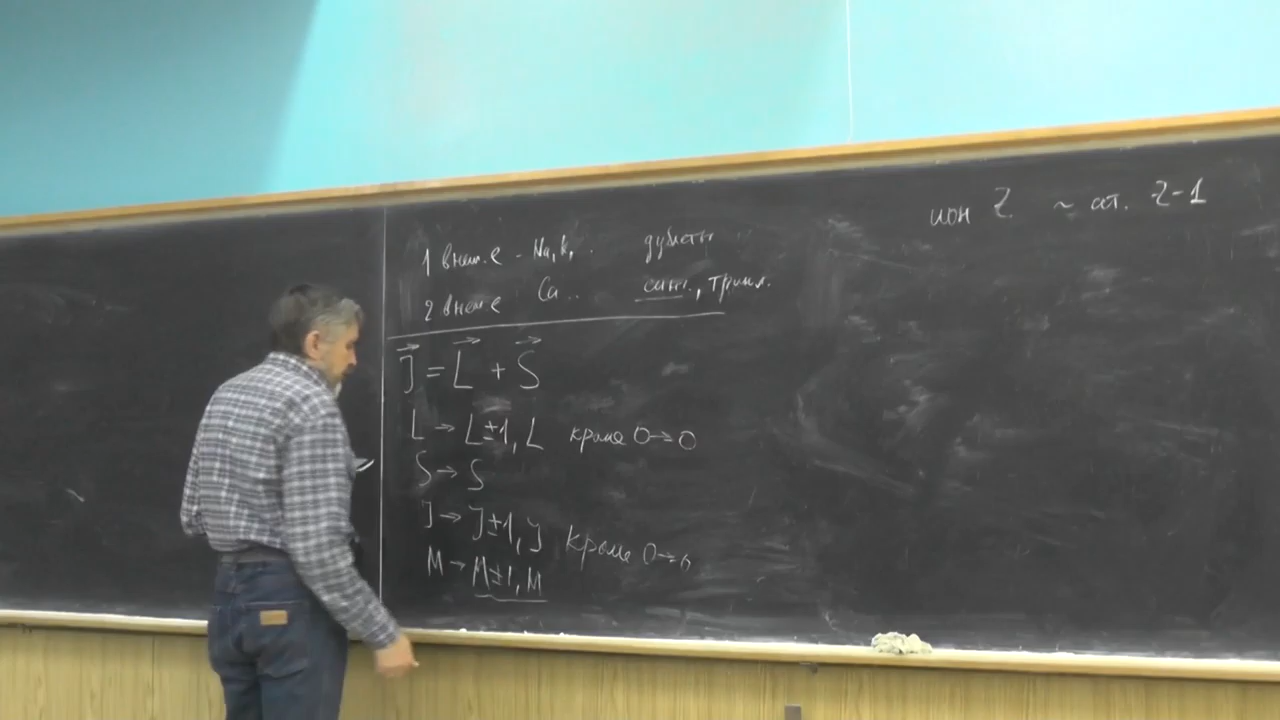 1 внеш. e - Na, K, .. дублеты
2 внеш e Ca .. синг., трипл.
J⃗ = L⃗ + S⃗
L → L±1, L кроме 0→0
S → S
J → J±1, J кроме 0→0
M → M±1, M
ион Z ~ ат. Z-1